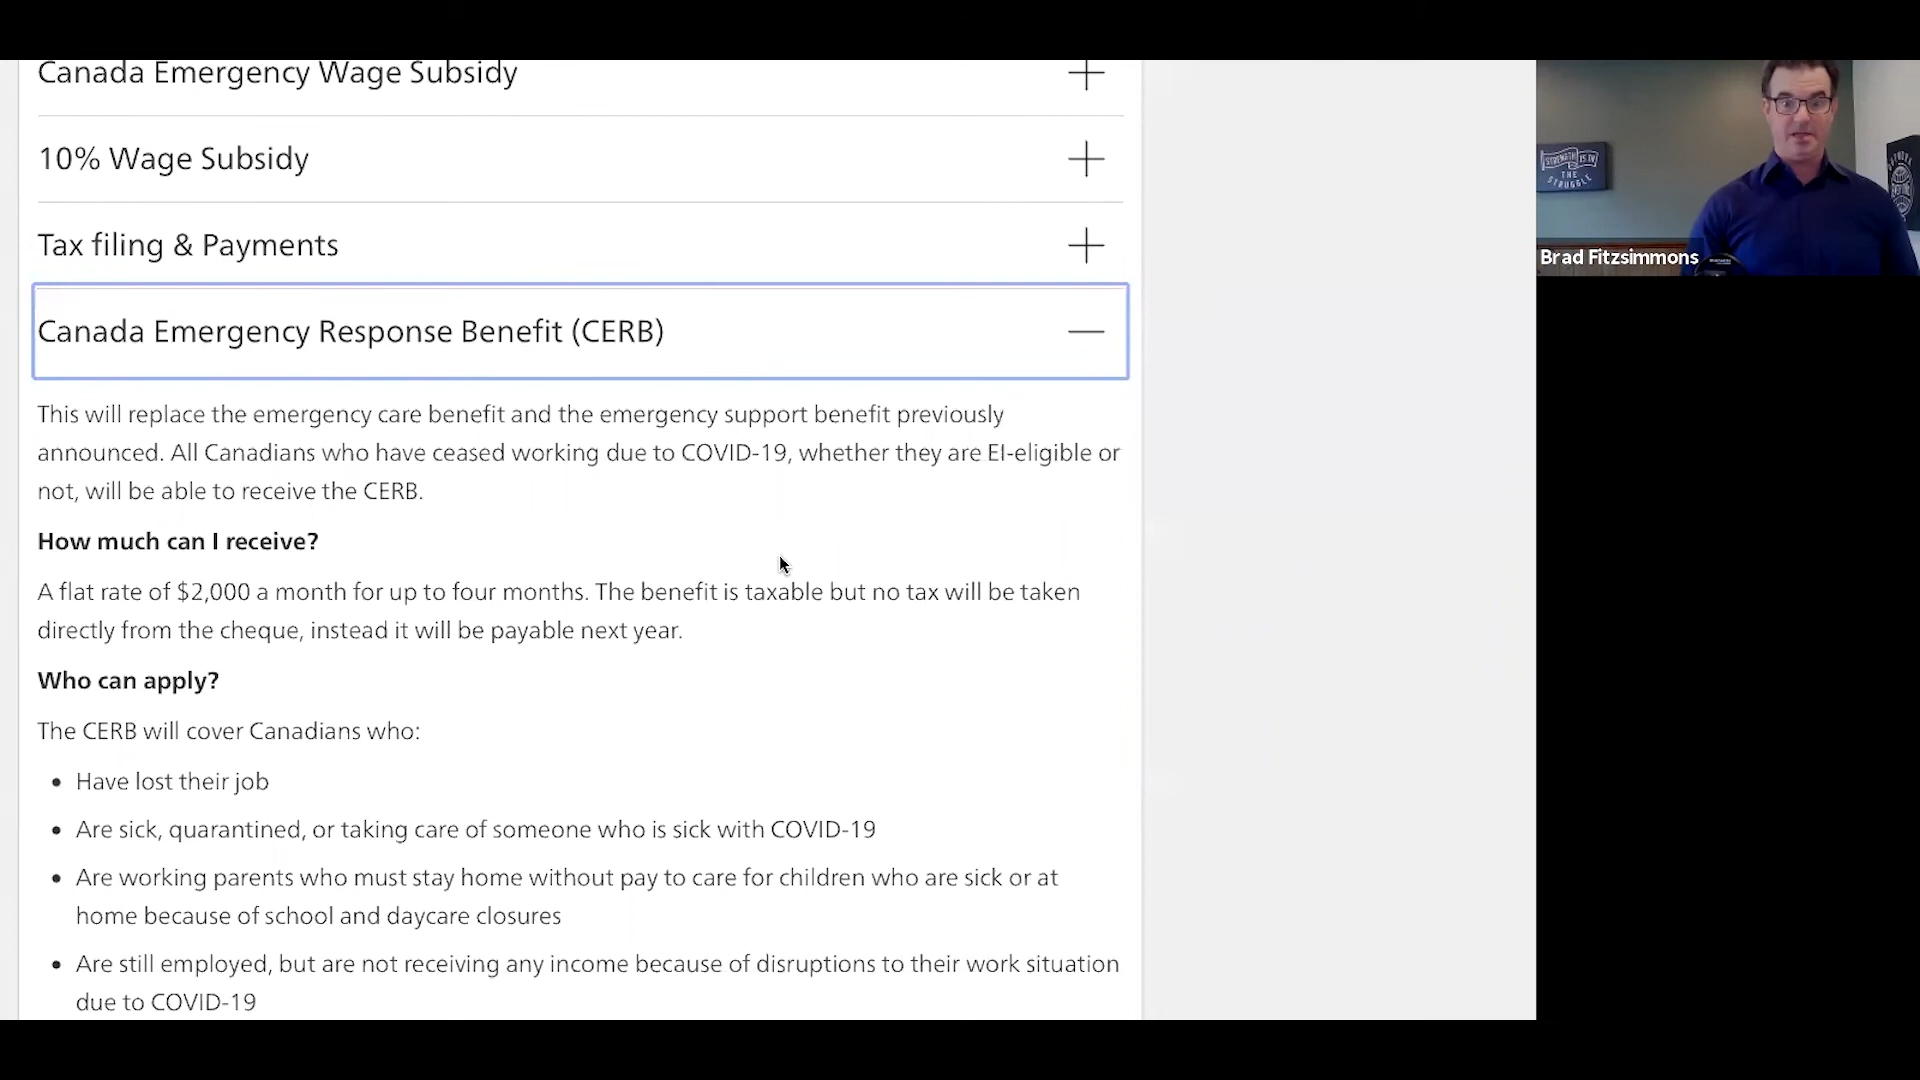 Canada Emergency Wage Subsidy
10% Wage Subsidy
Tax filing & Payments
Canada Emergency Response Benefit (CERB)
This will replace the emergency care benefit and the emergency support benefit previously
announced. All Canadians who have ceased working due to COVID-19, whether they are EI-eligible or
not, will be able to receive the CERB.
How much can I receive?
A flat rate of $2,000 a month for up to four months. The benefit is taxable but no tax will be taken
directly from the cheque, instead it will be payable next year.
Who can apply?
The CERB will cover Canadians who:
• Have lost their job
• Are sick, quarantined, or taking care of someone who is sick with COVID-19
• Are working parents who must stay home without pay to care for children who are sick or at
home because of school and daycare closures
• Are still employed, but are not receiving any income because of disruptions to their work situation
due to COVID-19
STRENGTH IS IN
THE
STRUGGLE
Brad Fitzsimmons